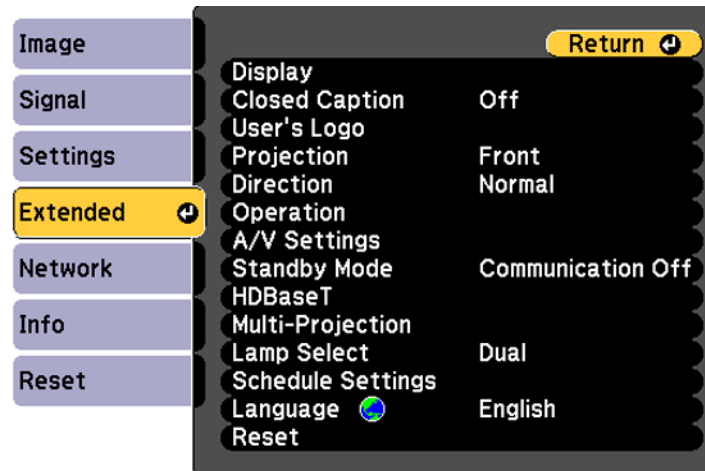 Image
Signal
Settings
Extended
Network
Info
Reset
Return
Display
Closed Caption Off
User's Logo
Projection Front
Direction Normal
Operation
A/V Settings
Standby Mode Communication Off
HDBaseT
Multi-Projection
Lamp Select Dual
Schedule Settings
Language English
Reset